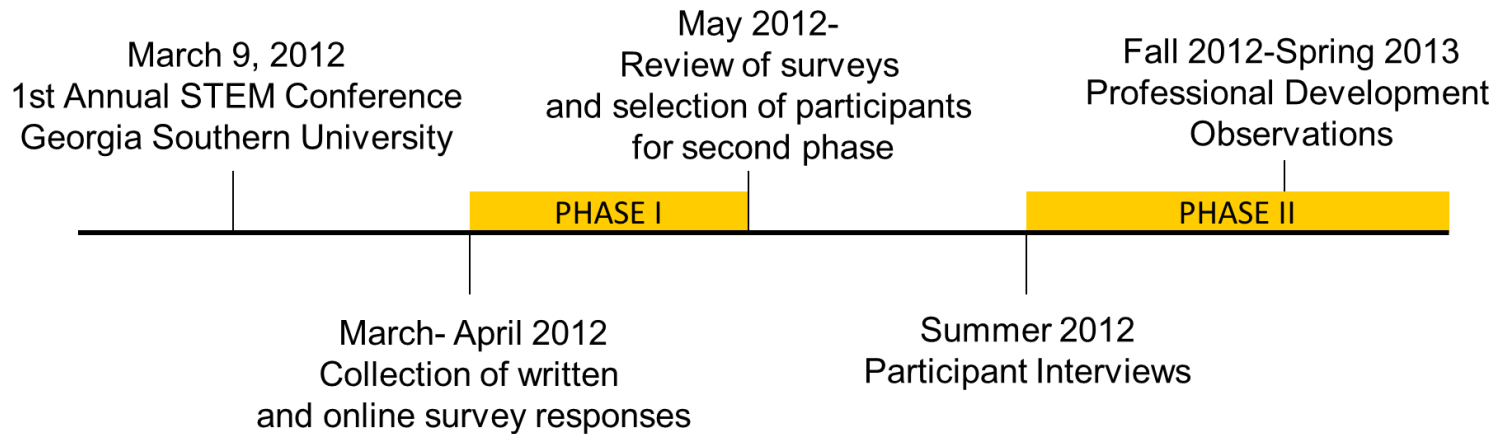 March 9, 2012
1st Annual STEM Conference
Georgia Southern University
May 2012-
Review of surveys
and selection of participants
for second phase
Fall 2012-Spring 2013
Professional Development
Observations
PHASE I
PHASE II
March- April 2012
Collection of written
and online survey responses
Summer 2012
Participant Interviews